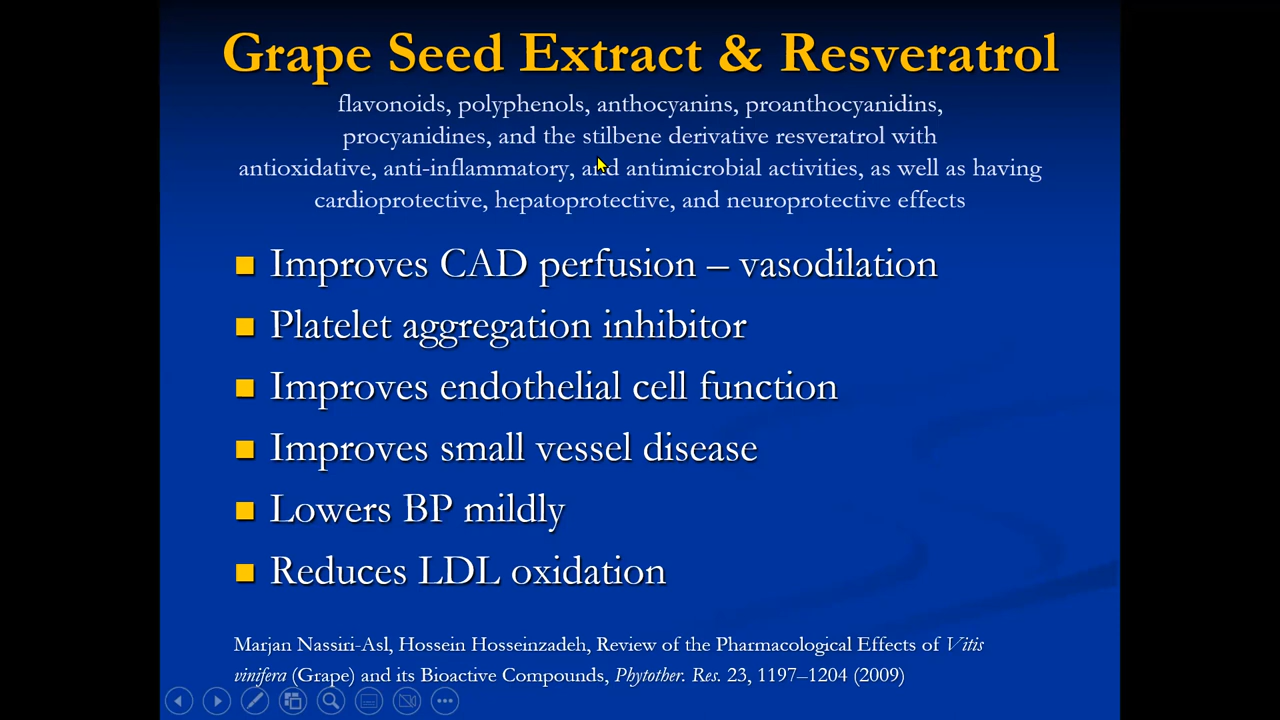 Grape Seed Extract & Resveratrol
flavonoids, polyphenols, anthocyanins, proanthocyanidins,
procyanidines, and the stilbene derivative resveratrol with
antioxidative, anti-inflammatory, and antimicrobial activities, as well as having
cardioprotective, hepatoprotective, and neuroprotective effects
Improves CAD perfusion – vasodilation
Platelet aggregation inhibitor
Improves endothelial cell function
Improves small vessel disease
Lowers BP mildly
Reduces LDL oxidation
Marjan Nassiri-Asl, Hossein Hosseinzadeh, Review of the Pharmacological Effects of Vitis
vinifera (Grape) and its Bioactive Compounds, Phytother. Res. 23, 1197–1204 (2009)